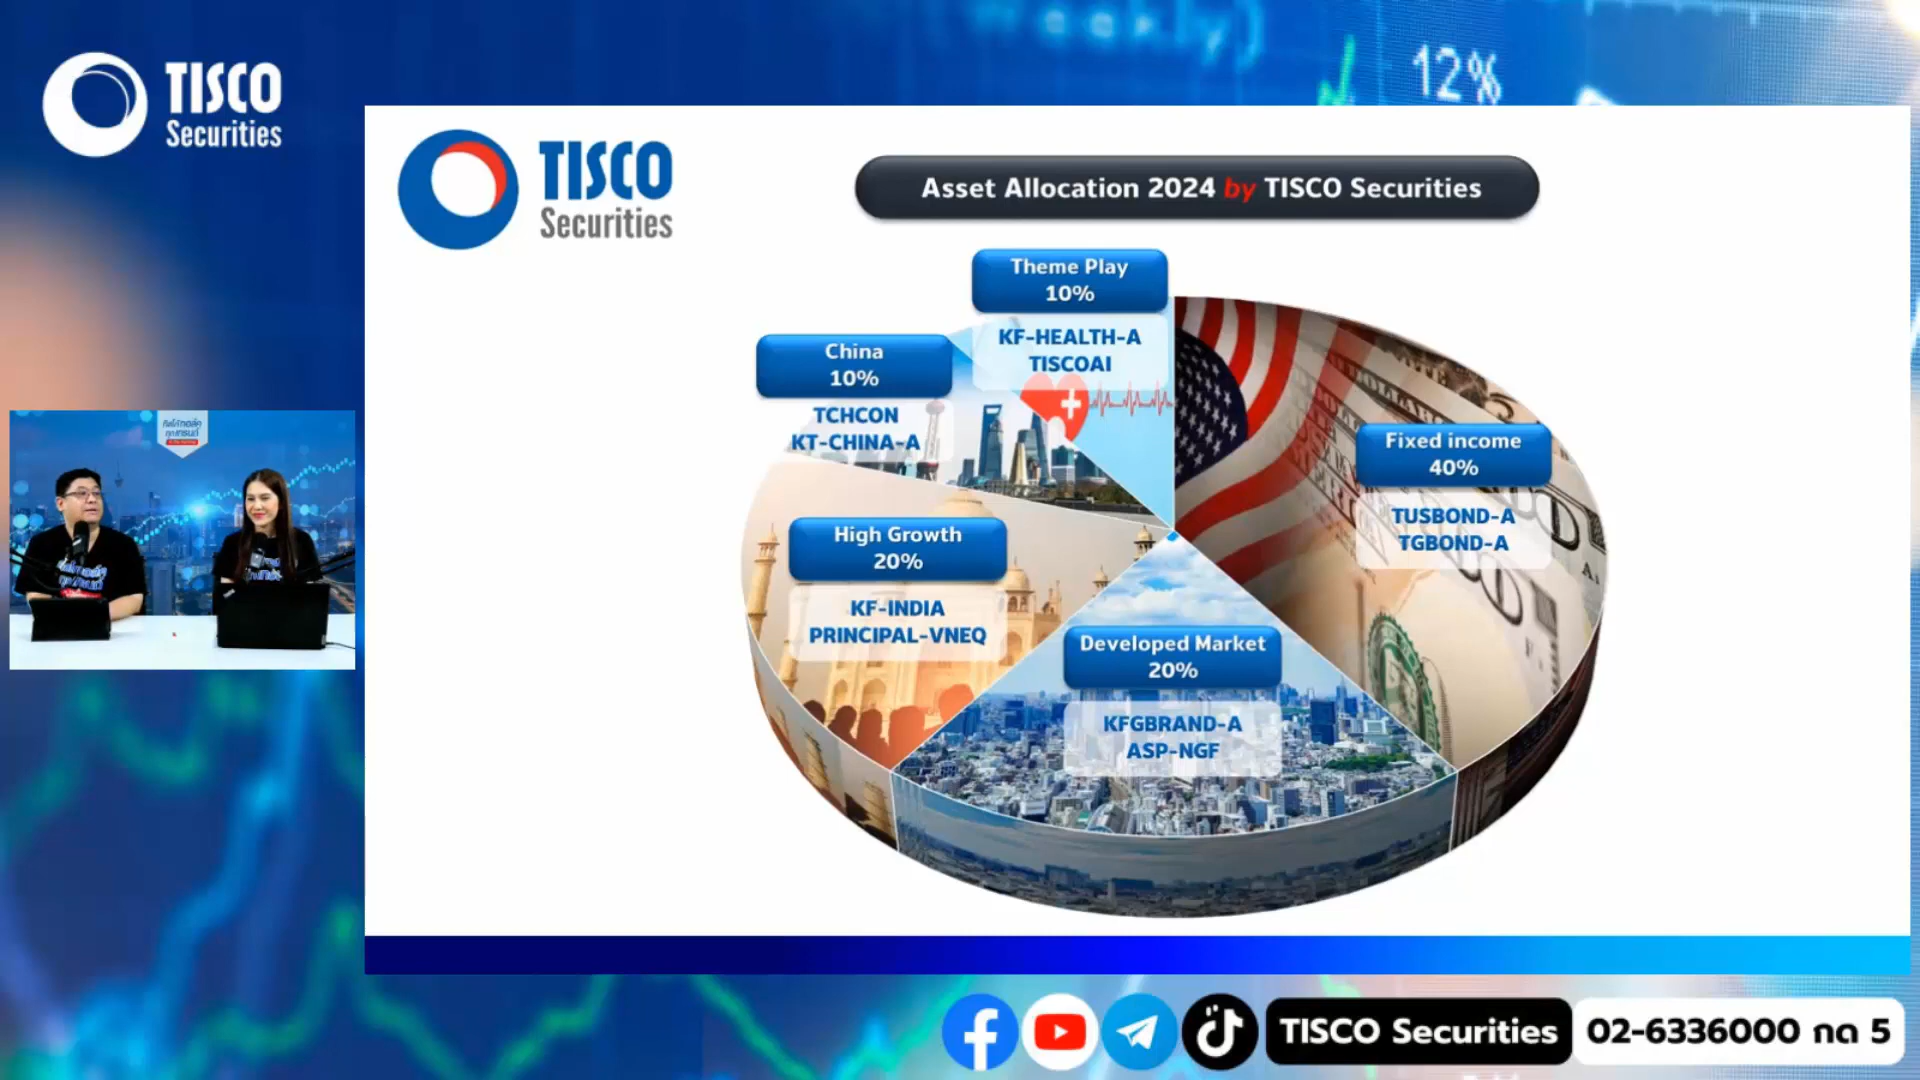 (Weekly)
12%
TISCO
Securities
TISCO
Securities
Asset Allocation 2024 by TISCO Securities
Theme Play
10%
KF-HEALTH-A
TISCOAI
China
10%
TCHCON
KT-CHINA-A
Fixed income
40%
TUSBOND-A
TGBOND-A
High Growth
20%
KF-INDIA
PRINCIPAL-VNEQ
Developed Market
20%
KFGBRAND-A
ASP-NGF
TISCO Securities
02-6336000 กด 5